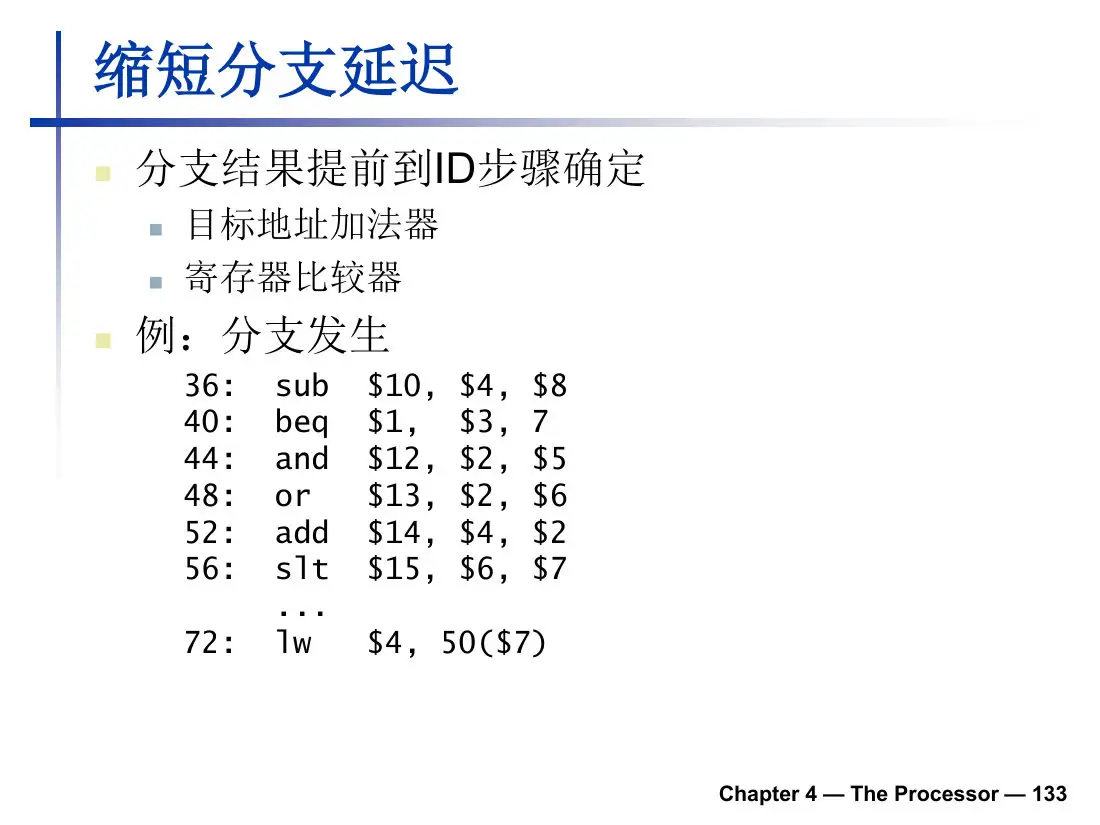 缩短分支延迟
分支结果提前到ID步骤确定
目标地址加法器
寄存器比较器
例：分支发生
36: sub $10, $4, $8
40: beq $1, $3, 7
44: and $12, $2, $5
48: or $13, $2, $6
52: add $14, $4, $2
56: slt $15, $6, $7
...
72: lw $4, 50($7)
Chapter 4 — The Processor — 133